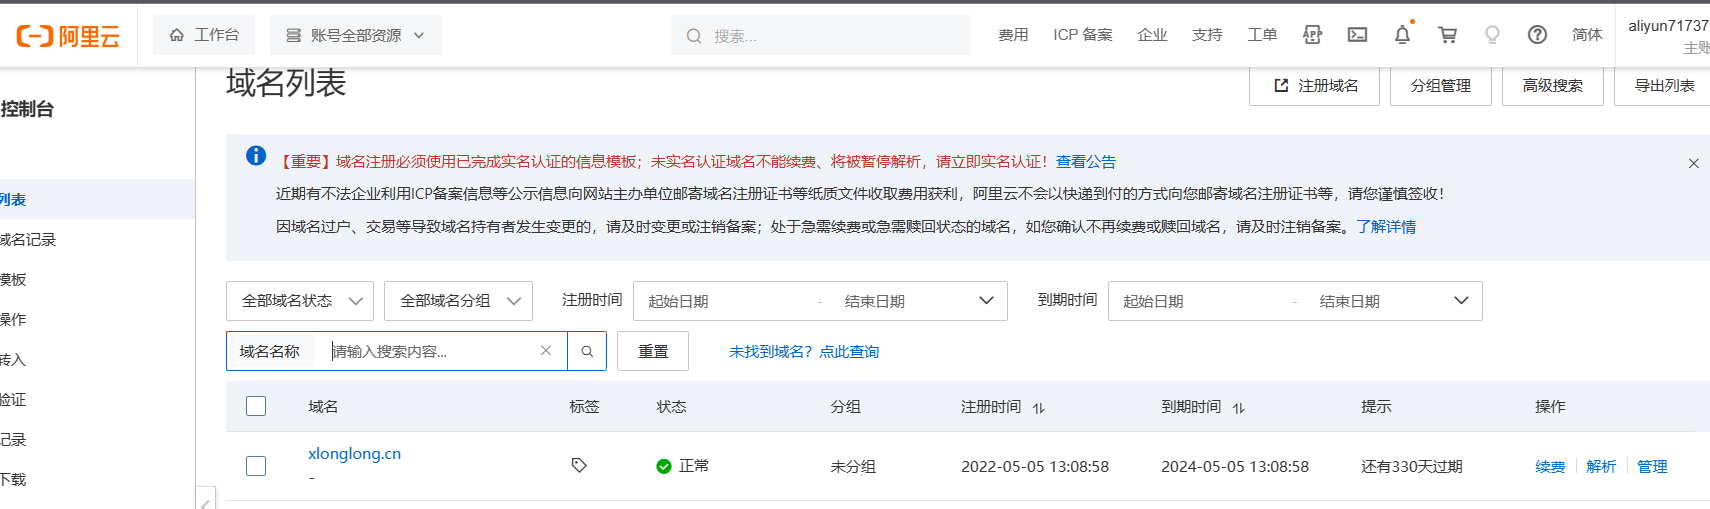 阿里云
工作台
账号全部资源
搜索...
费用
ICP 备案
企业
支持
工单
APP
简体
aliyun71737
主账
控制台
列表
域名记录
模板
操作
转入
验证
记录
下载
域名列表
注册域名
分组管理
高级搜索
导出列表
【重要】域名注册必须使用已完成实名认证的信息模板；未实名认证域名不能续费、将被暂停解析，请立即实名认证！查看公告
近期有不法企业利用ICP备案信息等公示信息向网站主办单位邮寄域名注册证书等纸质文件收取费用获利，阿里云不会以快递到付的方式向您邮寄域名注册证书等，请您谨慎签收！
因域名过户、交易等导致域名持有者发生变更的，请及时变更或注销备案；处于急需续费或急需赎回状态的域名，如您确认不再续费或赎回域名，请及时注销备案。了解详情
全部域名状态
全部域名分组
注册时间
起始日期 - 结束日期
到期时间
起始日期 - 结束日期
域名名称
请输入搜索内容...
重置
未找到域名？点此查询
域名 标签 状态 分组 注册时间 到期时间 提示 操作
xlonglong.cn 正常 未分组 2022-05-05 13:08:58 2024-05-05 13:08:58 还有330天过期 续费 解析 管理
-